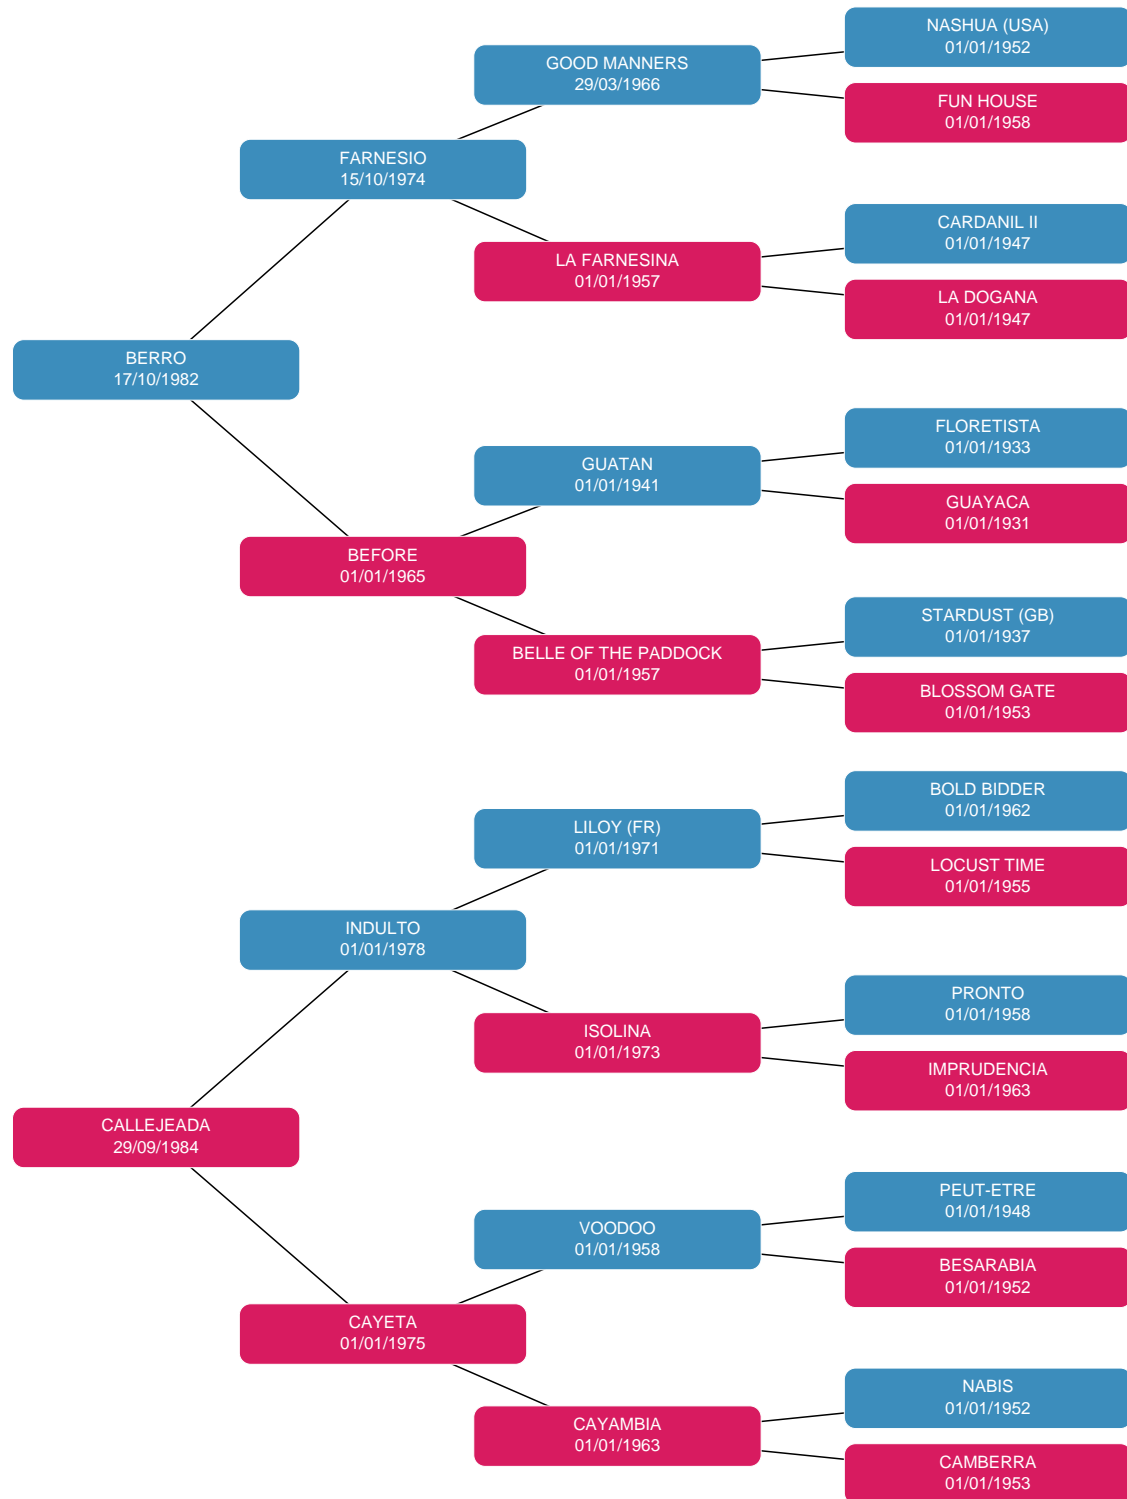 NASHUA (USA)
01/01/1952
GOOD MANNERS
29/03/1966
FUN HOUSE
01/01/1958
FARNESIO
15/10/1974
CARDANIL II
01/01/1947
LA FARNESINA
01/01/1957
LA DOGANA
01/01/1947
BERRO
17/10/1982
FLORETISTA
01/01/1933
GUATAN
01/01/1941
GUAYACA
01/01/1931
BEFORE
01/01/1965
STARDUST (GB)
01/01/1937
BELLE OF THE PADDOCK
01/01/1957
BLOSSOM GATE
01/01/1953
BOLD BIDDER
01/01/1962
LILOY (FR)
01/01/1971
LOCUST TIME
01/01/1955
INDULTO
01/01/1978
PRONTO
01/01/1958
ISOLINA
01/01/1973
IMPRUDENCIA
01/01/1963
CALLEJEADA
29/09/1984
PEUT-ETRE
01/01/1948
VOODOO
01/01/1958
BESARABIA
01/01/1952
CAYETA
01/01/1975
NABIS
01/01/1952
CAYAMBIA
01/01/1963
CAMBERRA
01/01/1953